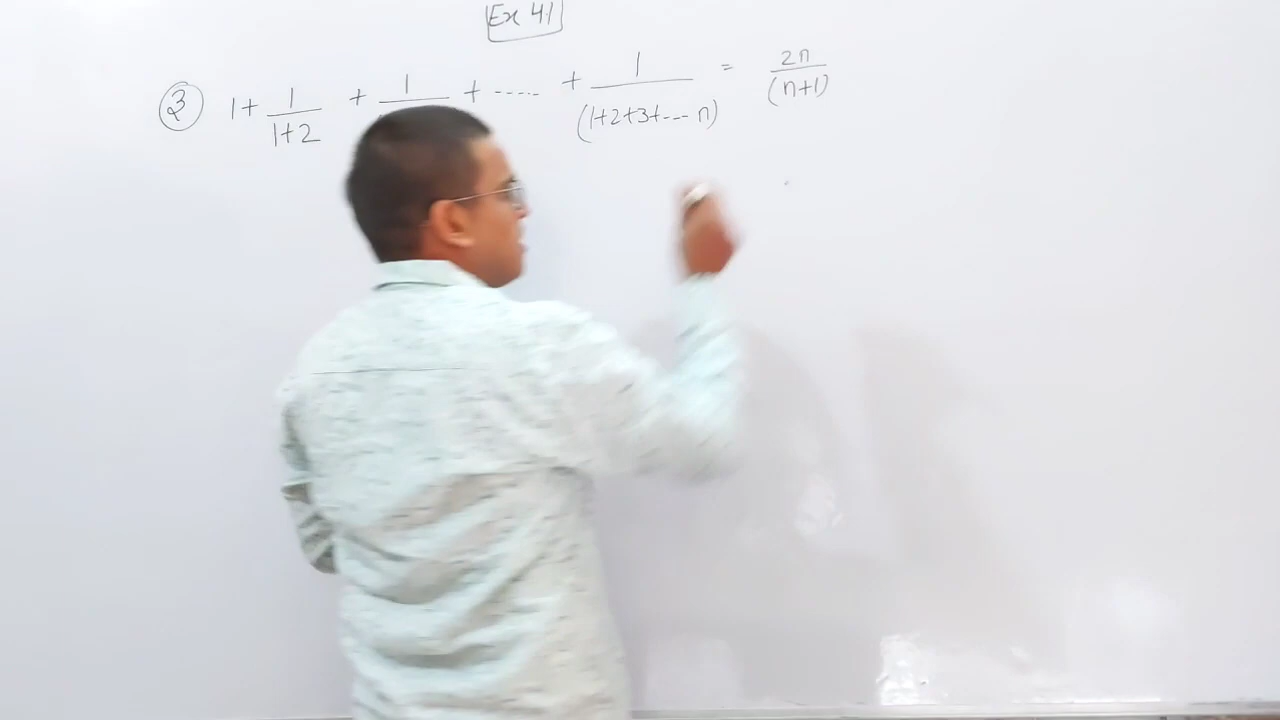 Ex 4.1
③ 1 + 1/(1+2) + 1/ + ..... + 1/((1+2+3+---n)) = 2n/((n+1))